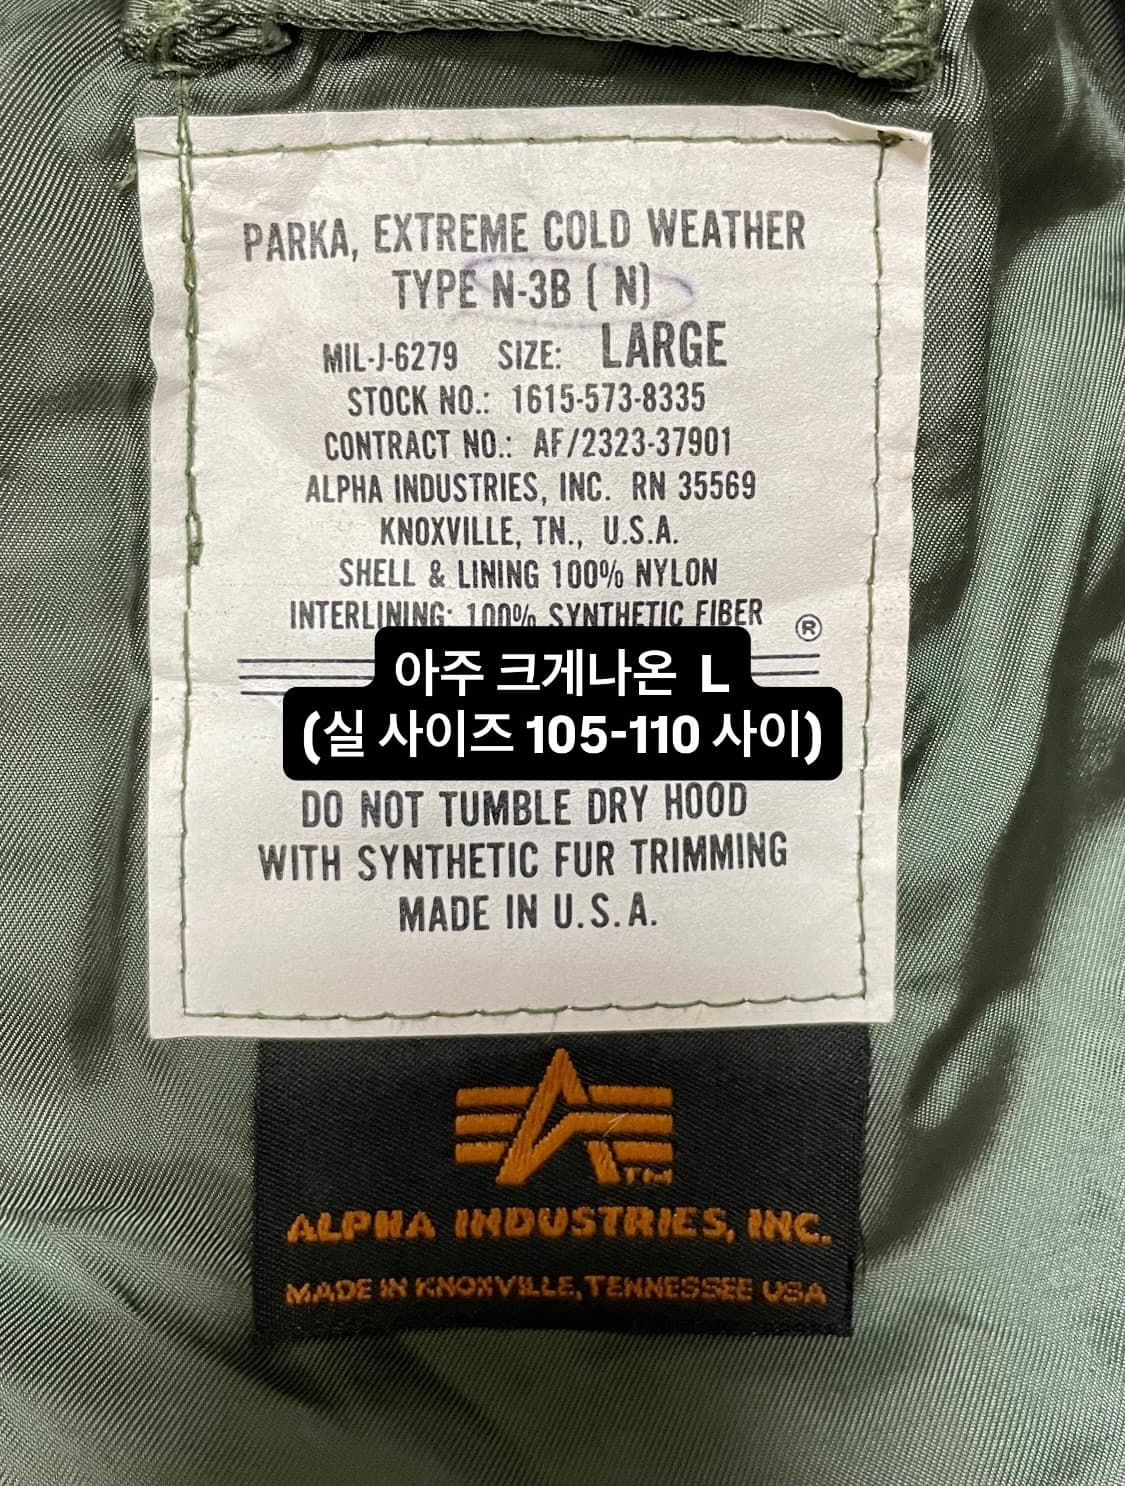 PARKA, EXTREME COLD WEATHER
TYPE N-3B ( N)
MIL-J-6279 SIZE: LARGE
STOCK NO.: 1615-573-8335
CONTRACT NO.: AF/2323-37901
ALPHA INDUSTRIES, INC. RN 35569
KNOXVILLE, TN., U.S.A.
SHELL & LINING 100% NYLON
INTERLINING: 100% SYNTHETIC FIBER
®
아주 크게나온 L
(실 사이즈 105-110 사이)
DO NOT TUMBLE DRY HOOD
WITH SYNTHETIC FUR TRIMMING
MADE IN U.S.A.
TM
ALPHA INDUSTRIES, INC.
MADE IN KNOXVILLE, TENNESSEE USA